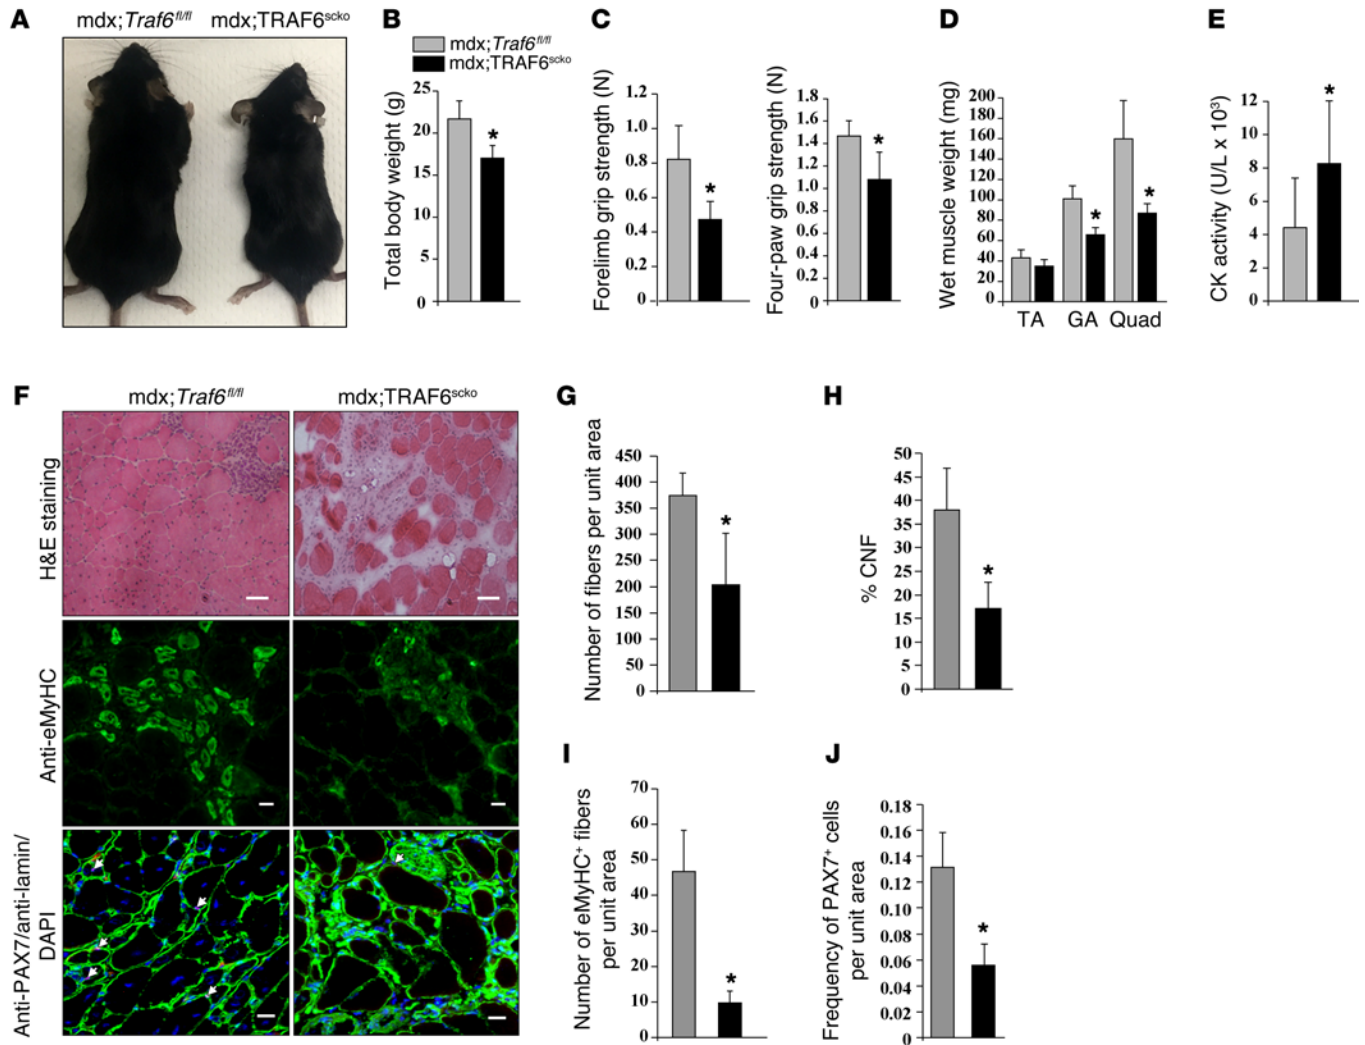 A
mdx;Traf6fl/fl
mdx;TRAF6scko
B
mdx;Traf6fl/fl
mdx;TRAF6scko
Total body weight (g)
25
20
15
10
5
0
*
C
Forelimb grip strength (N)
1.2
1.0
0.8
0.6
0.4
0.2
0
*
Four-paw grip strength (N)
1.8
1.6
1.4
1.2
1.0
0.8
0.6
0.4
0.2
0
*
D
Wet muscle weight (mg)
200
180
160
140
120
100
80
60
40
20
0
*
*
TA GA Quad
E
CK activity (U/L x 10³)
12
10
8
6
4
2
0
*
F
mdx;Traf6fl/fl
mdx;TRAF6scko
H&E staining
Anti-eMyHC
Anti-PAX7/anti-lamin/
DAPI
G
Number of fibers per unit area
450
400
350
300
250
200
150
100
50
0
*
H
% CNF
50
45
40
35
30
25
20
15
10
5
0
*
I
Number of eMyHC⁺ fibers
per unit area
70
60
50
40
30
20
10
0
*
J
Frequency of PAX7⁺ cells
per unit area
0.18
0.16
0.14
0.12
0.10
0.08
0.06
0.04
0.02
0
*